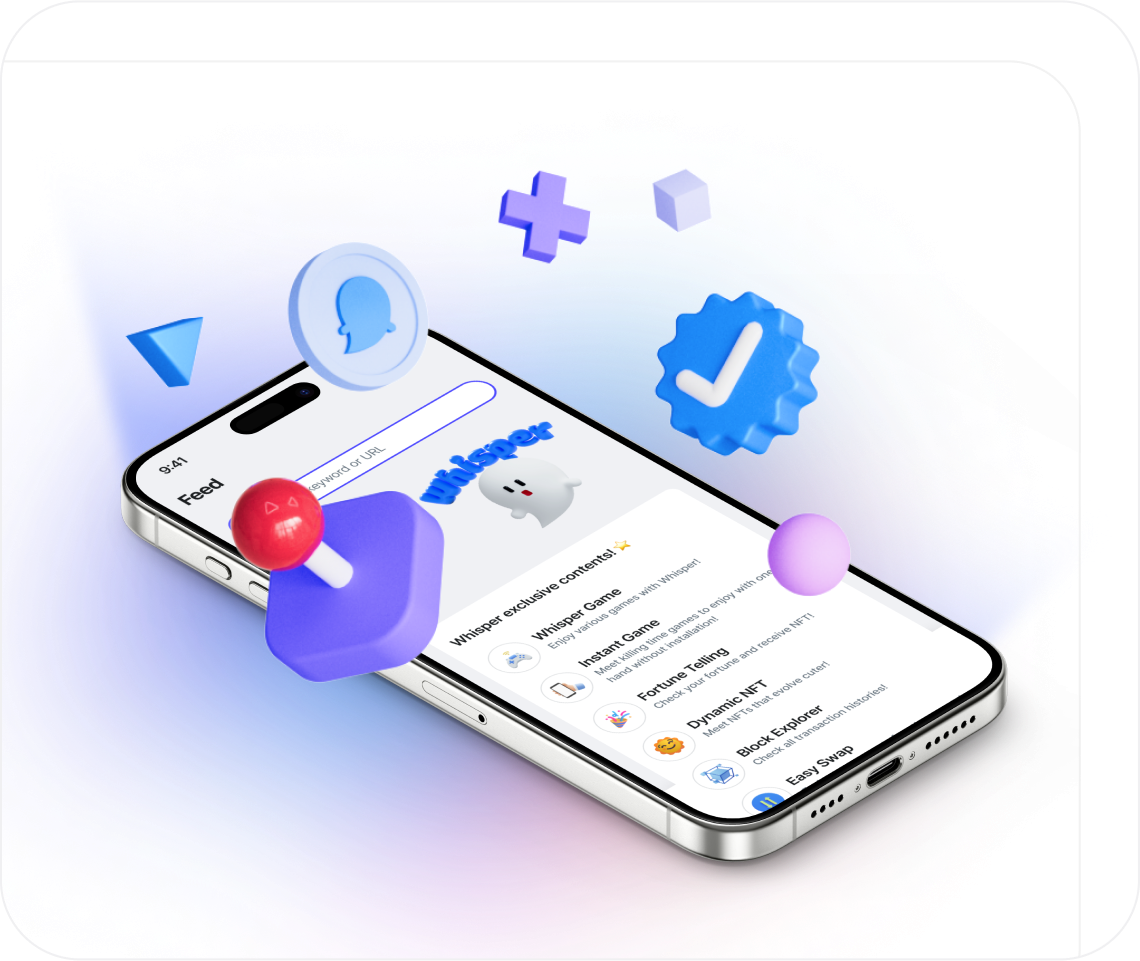 9:41
Feed
keyword or URL
whisper
Whisper exclusive contents!
Whisper Game
Enjoy various games with Whisper!
Instant Game
Meet killing time games to enjoy with one
hand without installation!
Fortune Telling
Check your fortune and receive NFT!
Dynamic NFT
Meet NFTs that evolve cuter!
Block Explorer
Check all transaction histories!
Easy Swap